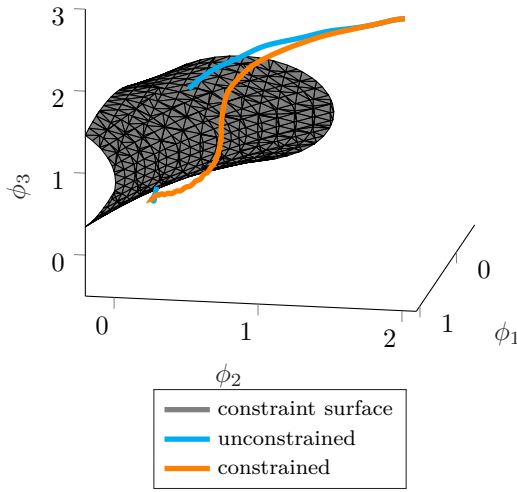 3
2
1
0
ϕ₃
0
1
2
ϕ₂
0
1
ϕ₁
constraint surface
unconstrained
constrained